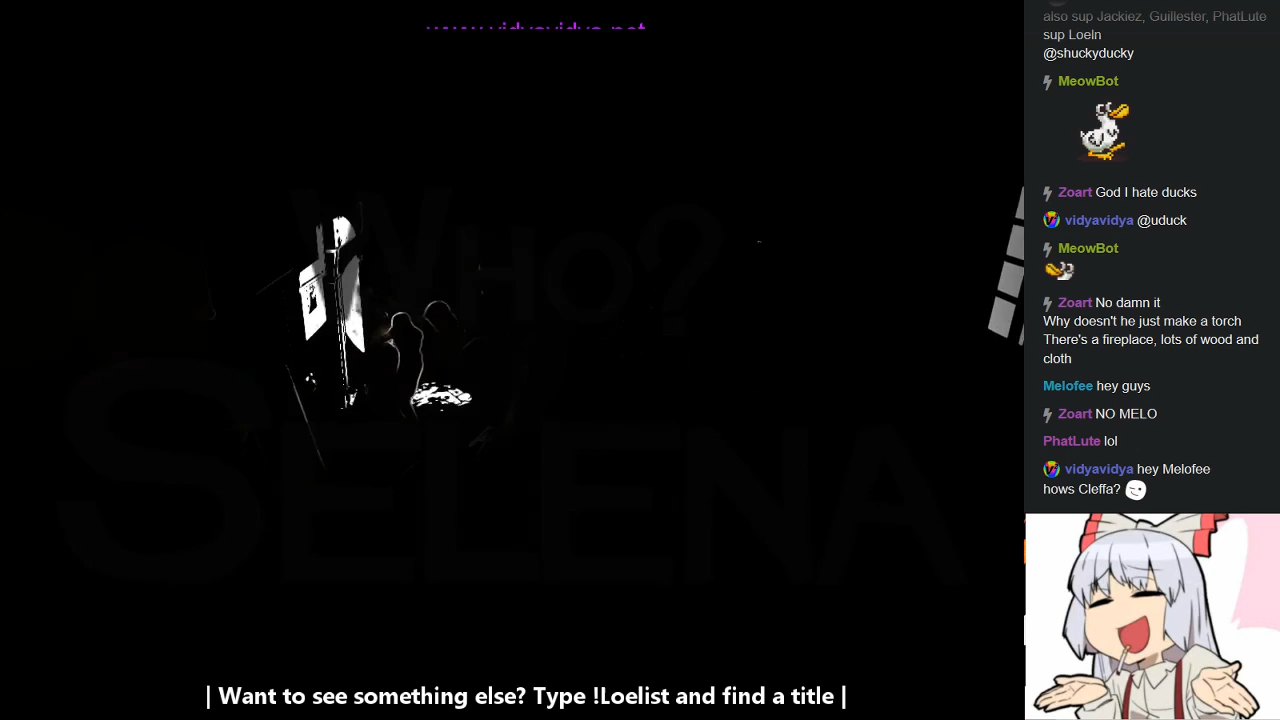 www.vidyavidya.net
WHO?
SELENA
| Want to see something else? Type !Loelist and find a title |
also sup Jackiez, Guillester, PhatLute
sup Loeln
@shuckyducky
MeowBot
Zoart God I hate ducks
vidyavidya @uduck
MeowBot
Zoart No damn it
Why doesn't he just make a torch
There's a fireplace, lots of wood and
cloth
Melofee hey guys
Zoart NO MELO
PhatLute lol
vidyavidya hey Melofee
hows Cleffa?